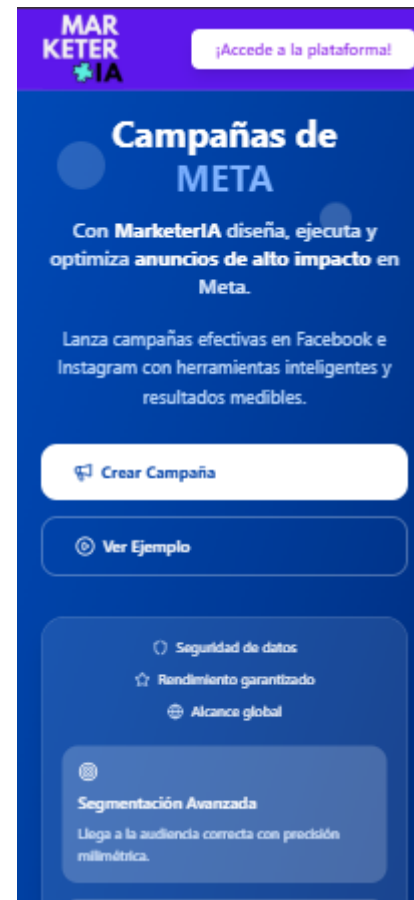 MAR
KETER
IA
¡Accede a la plataforma!
Campañas de
META
Con MarketerIA diseña, ejecuta y
optimiza anuncios de alto impacto en
Meta.
Lanza campañas efectivas en Facebook e
Instagram con herramientas inteligentes y
resultados medibles.
Crear Campaña
Ver Ejemplo
Seguridad de datos
Rendimiento garantizado
Alcance global
Segmentación Avanzada
Llega a la audiencia correcta con precisión
milimétrica.